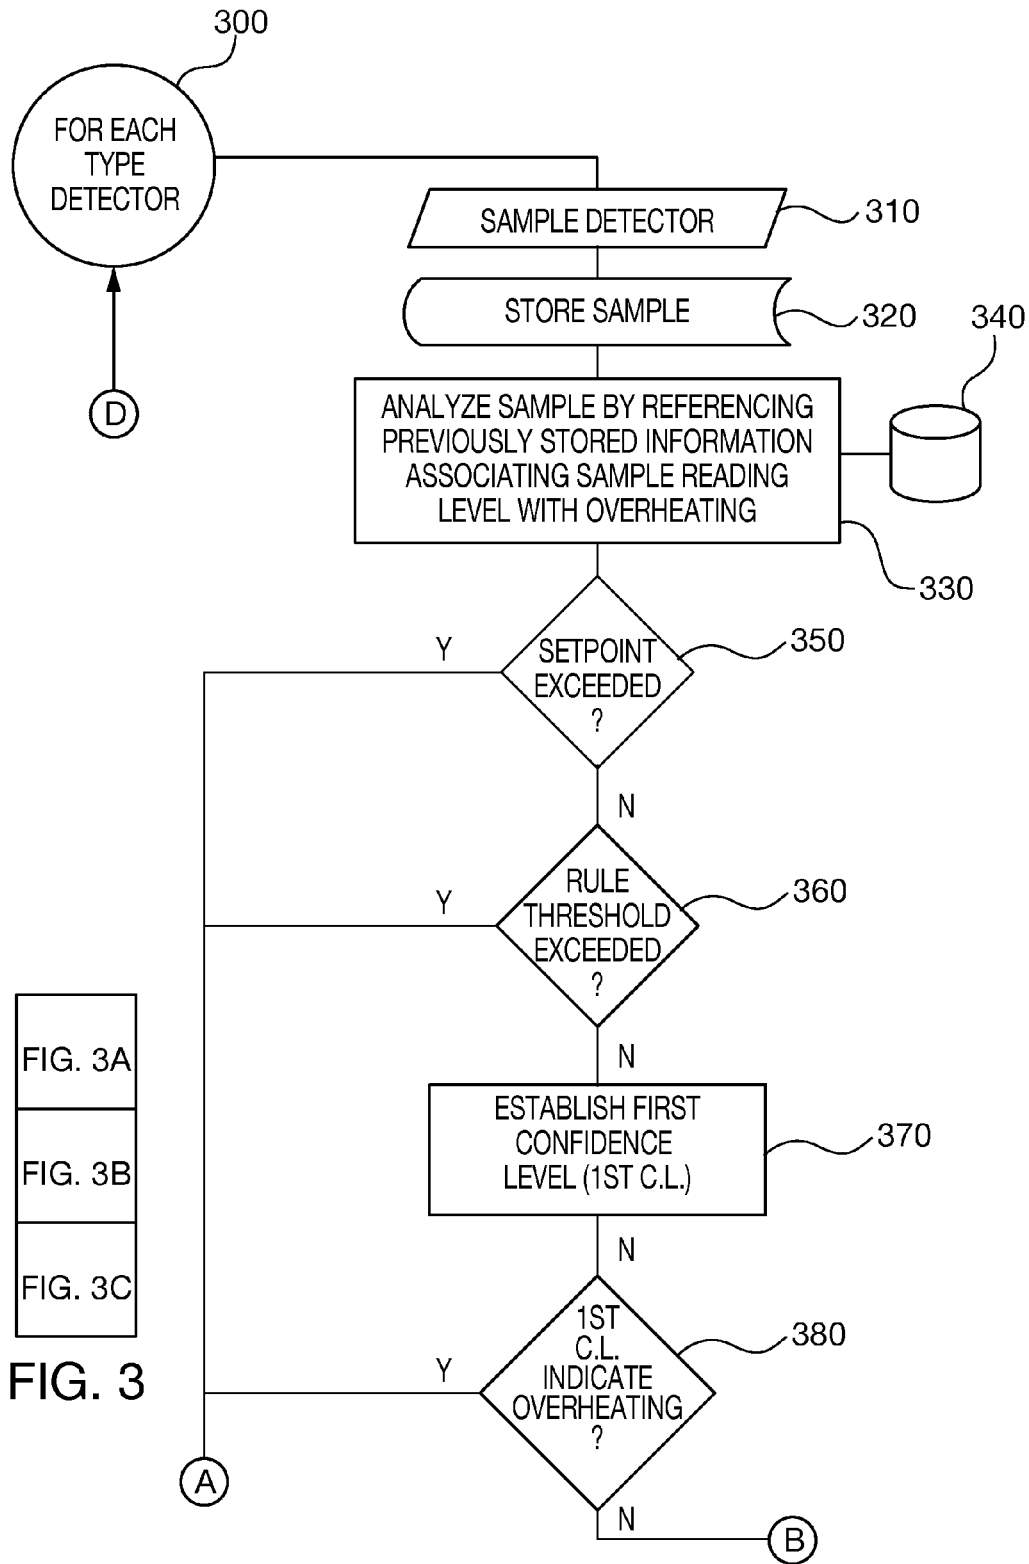 300
FOR EACH
TYPE
DETECTOR
SAMPLE DETECTOR
310
STORE SAMPLE
320
340
D
ANALYZE SAMPLE BY REFERENCING
PREVIOUSLY STORED INFORMATION
ASSOCIATING SAMPLE READING
LEVEL WITH OVERHEATING
330
SETPOINT
EXCEEDED
?
350
Y
N
RULE
THRESHOLD
EXCEEDED
?
360
Y
N
ESTABLISH FIRST
CONFIDENCE
LEVEL (1ST C.L.)
370
N
1ST
C.L.
INDICATE
OVERHEATING
?
380
Y
N
A
B
FIG. 3A
FIG. 3B
FIG. 3C
FIG. 3